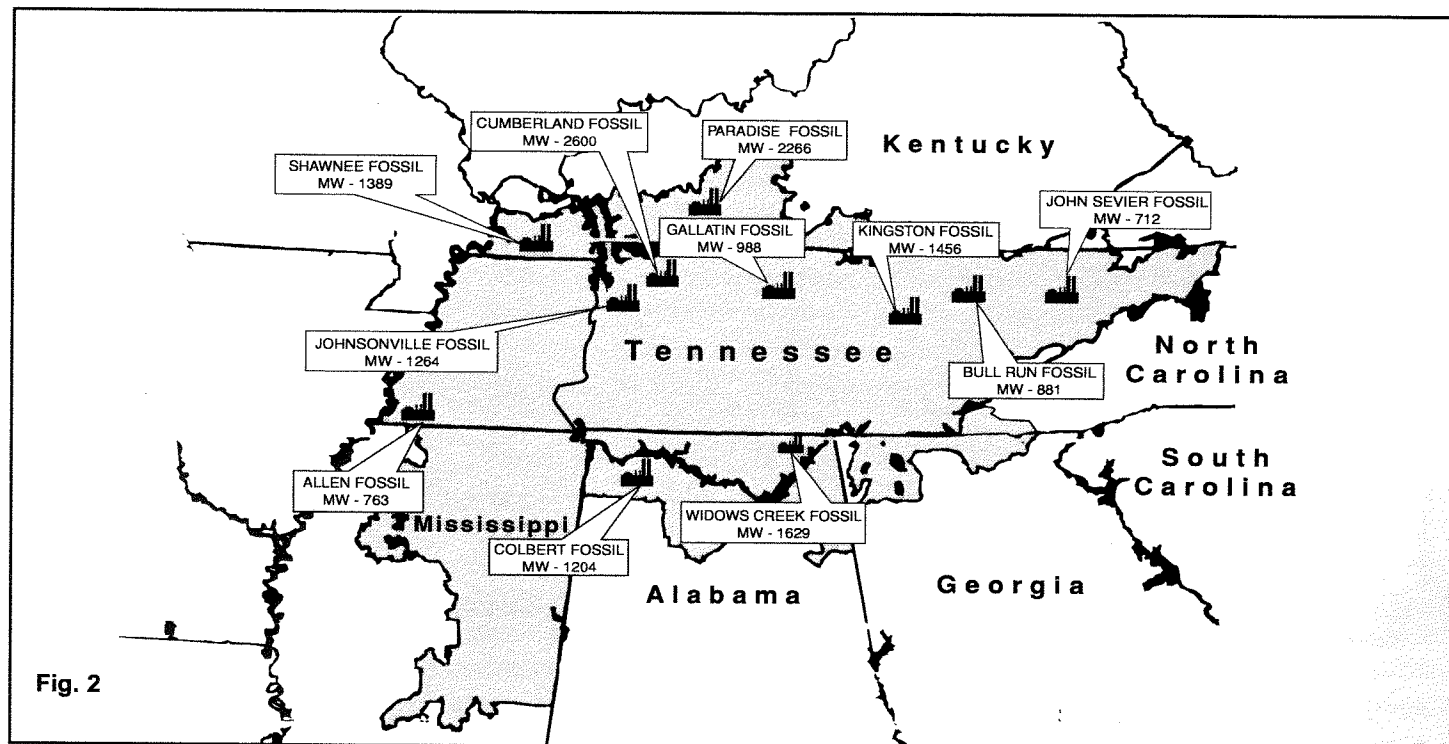 CUMBERLAND FOSSIL
MW - 2600
PARADISE FOSSIL
MW - 2266
Kentucky
SHAWNEE FOSSIL
MW - 1389
JOHN SEVIER FOSSIL
MW - 712
GALLATIN FOSSIL
MW - 988
KINGSTON FOSSIL
MW - 1456
JOHNSONVILLE FOSSIL
MW - 1264
Tennessee
BULL RUN FOSSIL
MW - 881
North
Carolina
ALLEN FOSSIL
MW - 763
South
Carolina
WIDOWS CREEK FOSSIL
MW - 1629
Mississippi
COLBERT FOSSIL
MW - 1204
Alabama
Georgia
Fig. 2